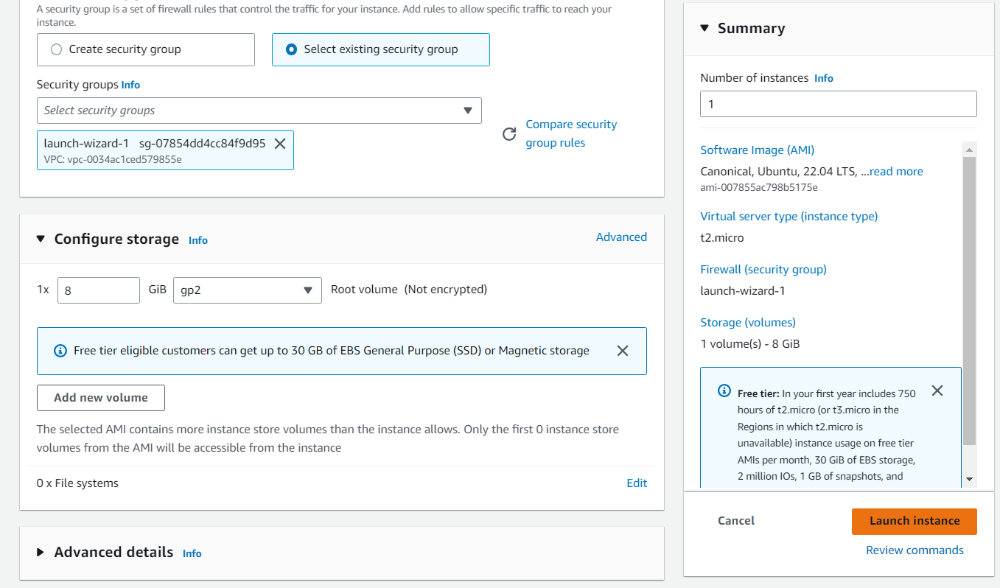 A security group is a set of firewall rules that control the traffic for your instance. Add rules to allow specific traffic to reach your
instance.
Create security group
Select existing security group
Security groups Info
Select security groups
launch-wizard-1 sg-07854dd4cc84f9d95
VPC: vpc-0034ac1ced579855e
Compare security
group rules
Configure storage Info
Advanced
1x 8 GiB gp2 Root volume (Not encrypted)
Free tier eligible customers can get up to 30 GB of EBS General Purpose (SSD) or Magnetic storage
Add new volume
The selected AMI contains more instance store volumes than the instance allows. Only the first 0 instance store
volumes from the AMI will be accessible from the instance
0 x File systems
Edit
Advanced details Info
Summary
Number of instances Info
1
Software Image (AMI)
Canonical, Ubuntu, 22.04 LTS, ...read more
ami-007855ac798b5175e
Virtual server type (instance type)
t2.micro
Firewall (security group)
launch-wizard-1
Storage (volumes)
1 volume(s) - 8 GiB
Free tier: In your first year includes 750
hours of t2.micro (or t3.micro in the
Regions in which t2.micro is
unavailable) instance usage on free tier
AMIs per month, 30 GiB of EBS storage,
2 million IOs, 1 GB of snapshots, and
Cancel
Launch instance
Review commands